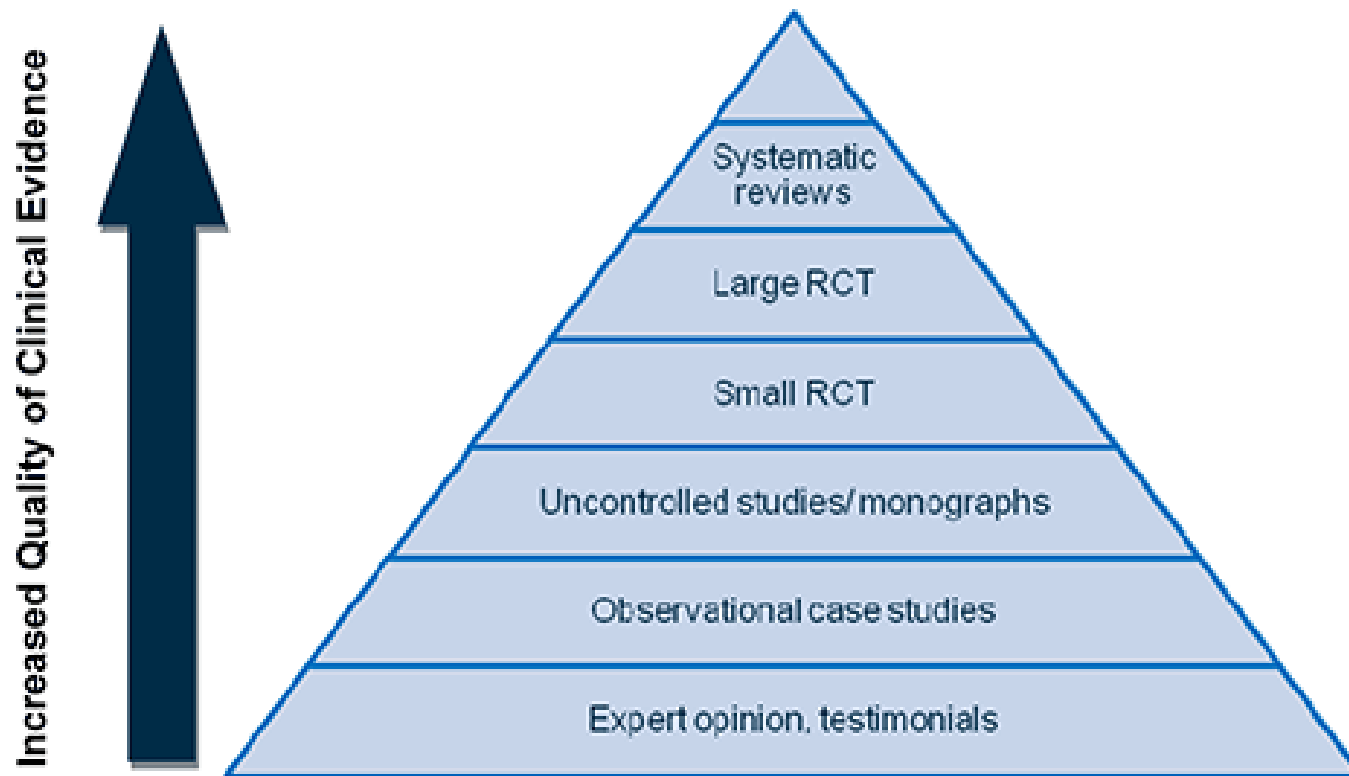 Increased Quality of Clinical Evidence
Systematic
reviews
Large RCT
Small RCT
Uncontrolled studies/monographs
Observational case studies
Expert opinion, testimonials